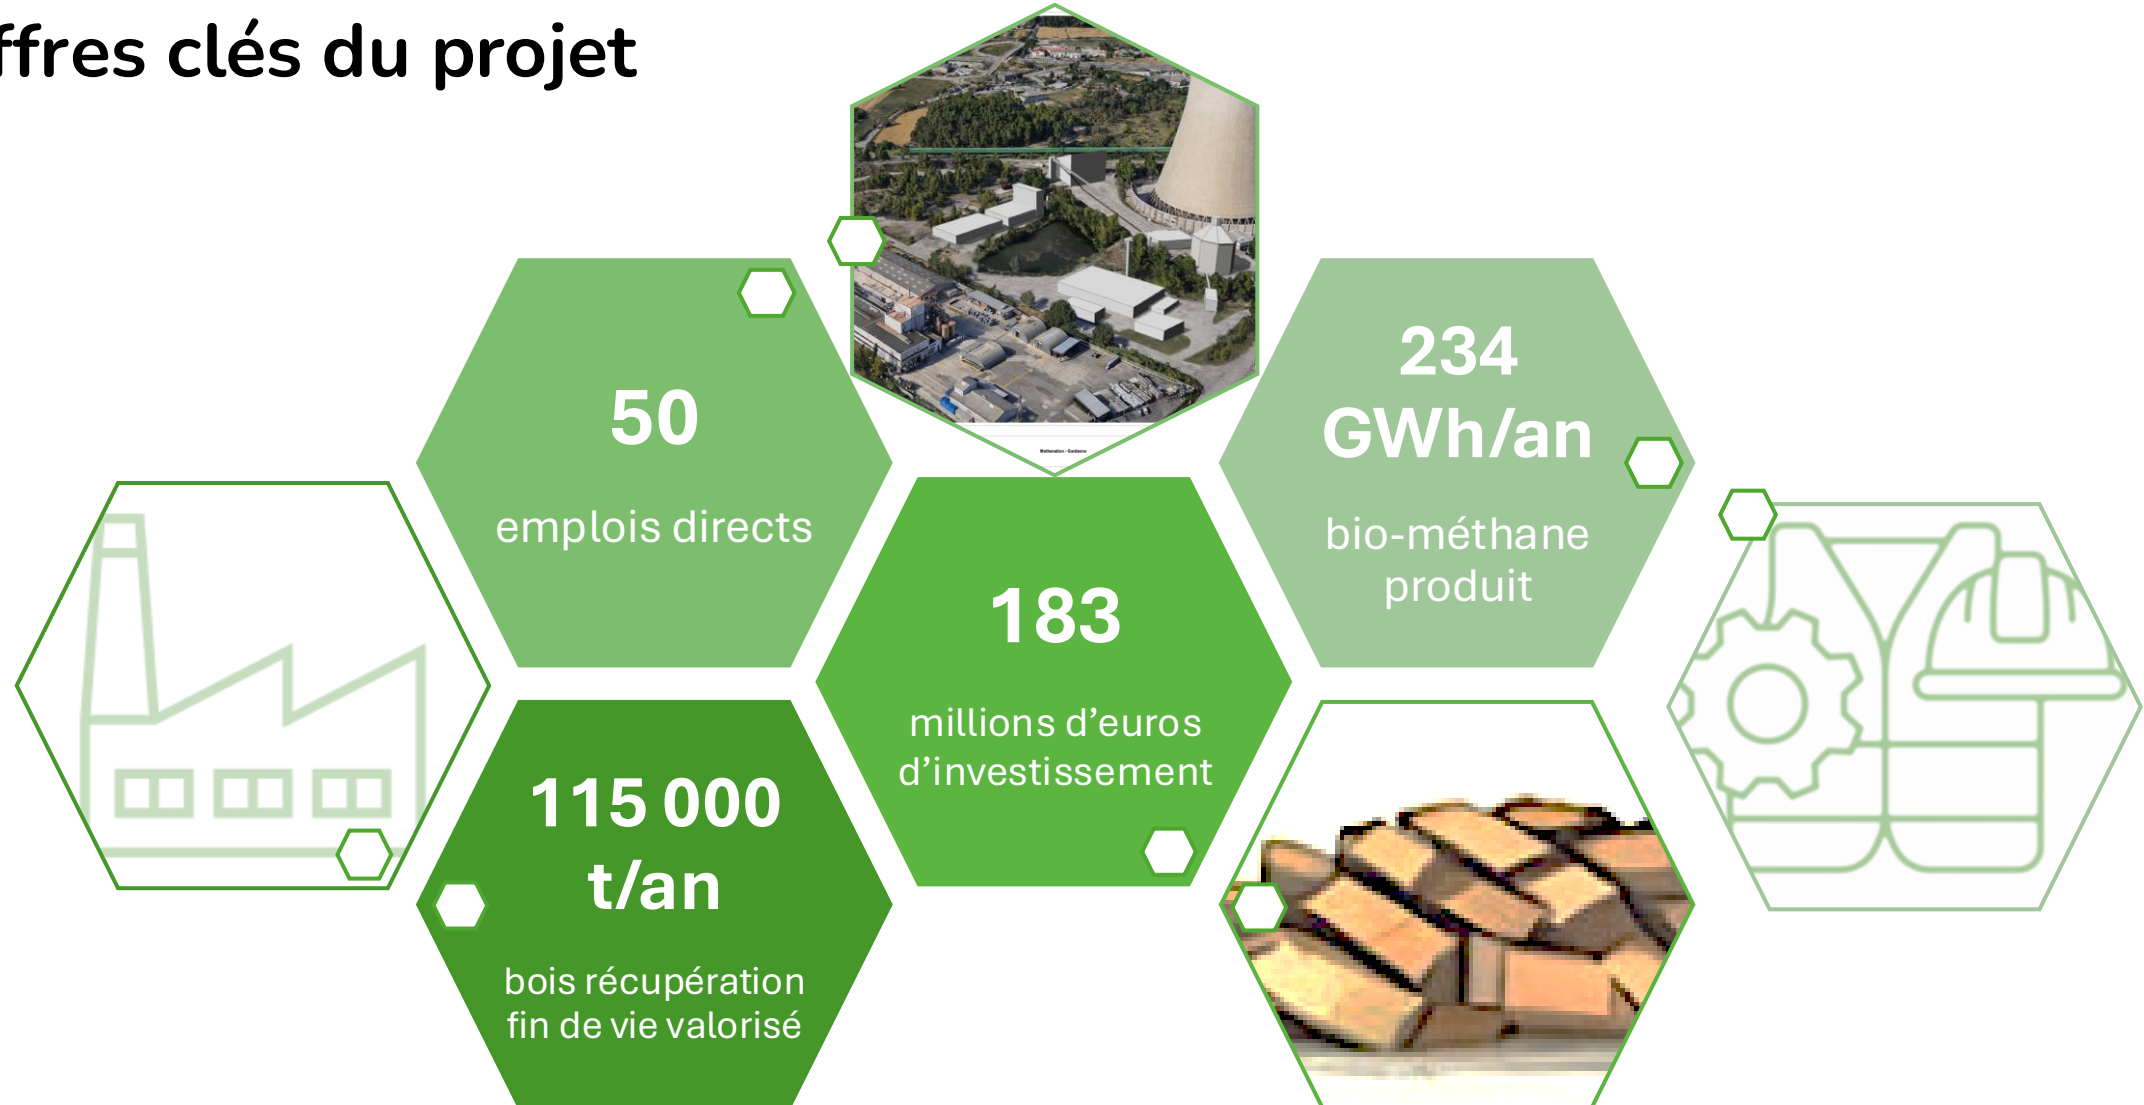 ffres clés du projet
50
emplois directs
234
GWh/an
bio-méthane
produit
183
millions d’euros
d’investissement
115 000
t/an
bois récupération
fin de vie valorisé